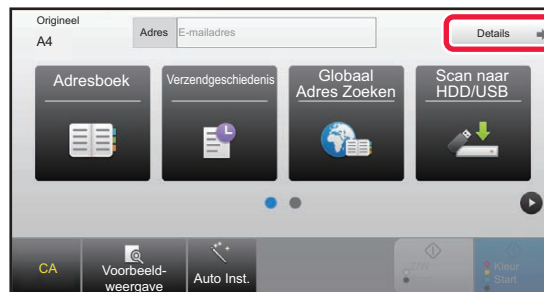 Origineel
A4
Adres
E-mailadres
Details
Adresboek
Verzendgeschiedenis
Globaal
Adres Zoeken
Scan naar
HDD/USB
CA
Voorbeeld-
weergave
Auto Inst.
Z/W
Start
Kleur
Start